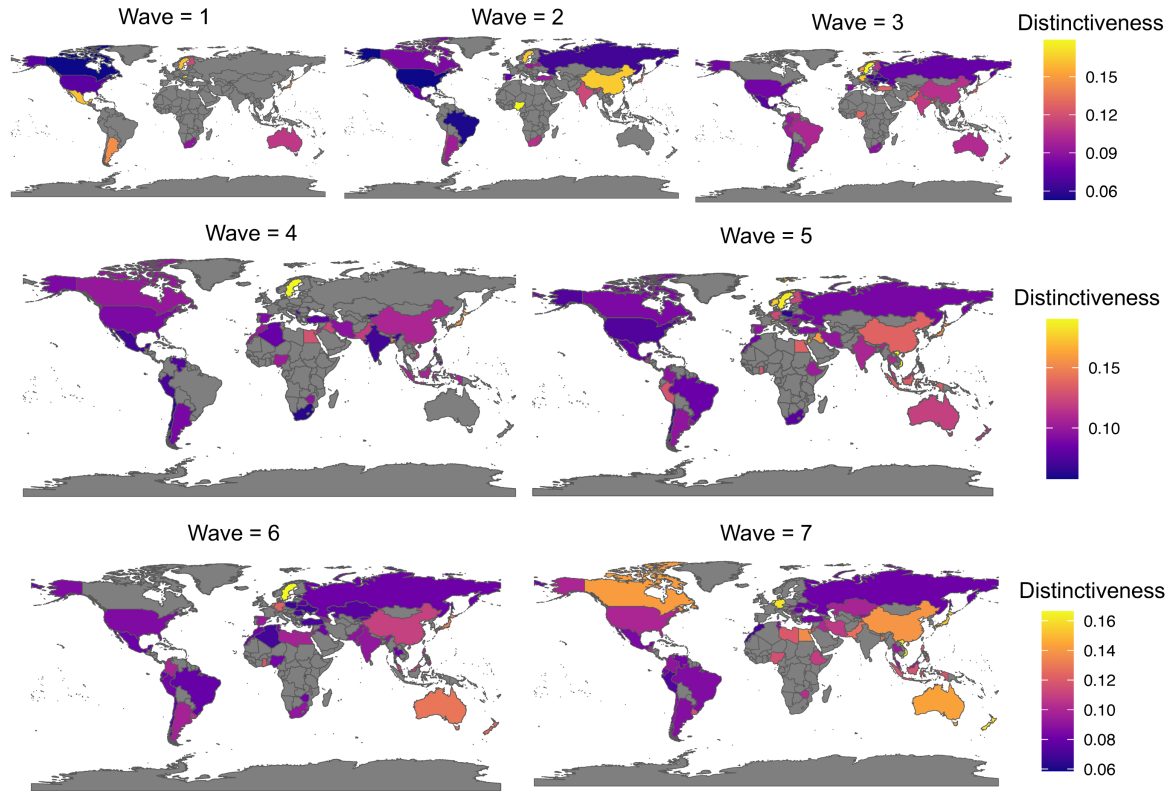 Wave = 1
Wave = 2
Wave = 3
Distinctiveness
0.15
0.12
0.09
0.06
Wave = 4
Wave = 5
Distinctiveness
0.15
0.10
Wave = 6
Wave = 7
Distinctiveness
0.16
0.14
0.12
0.10
0.08
0.06